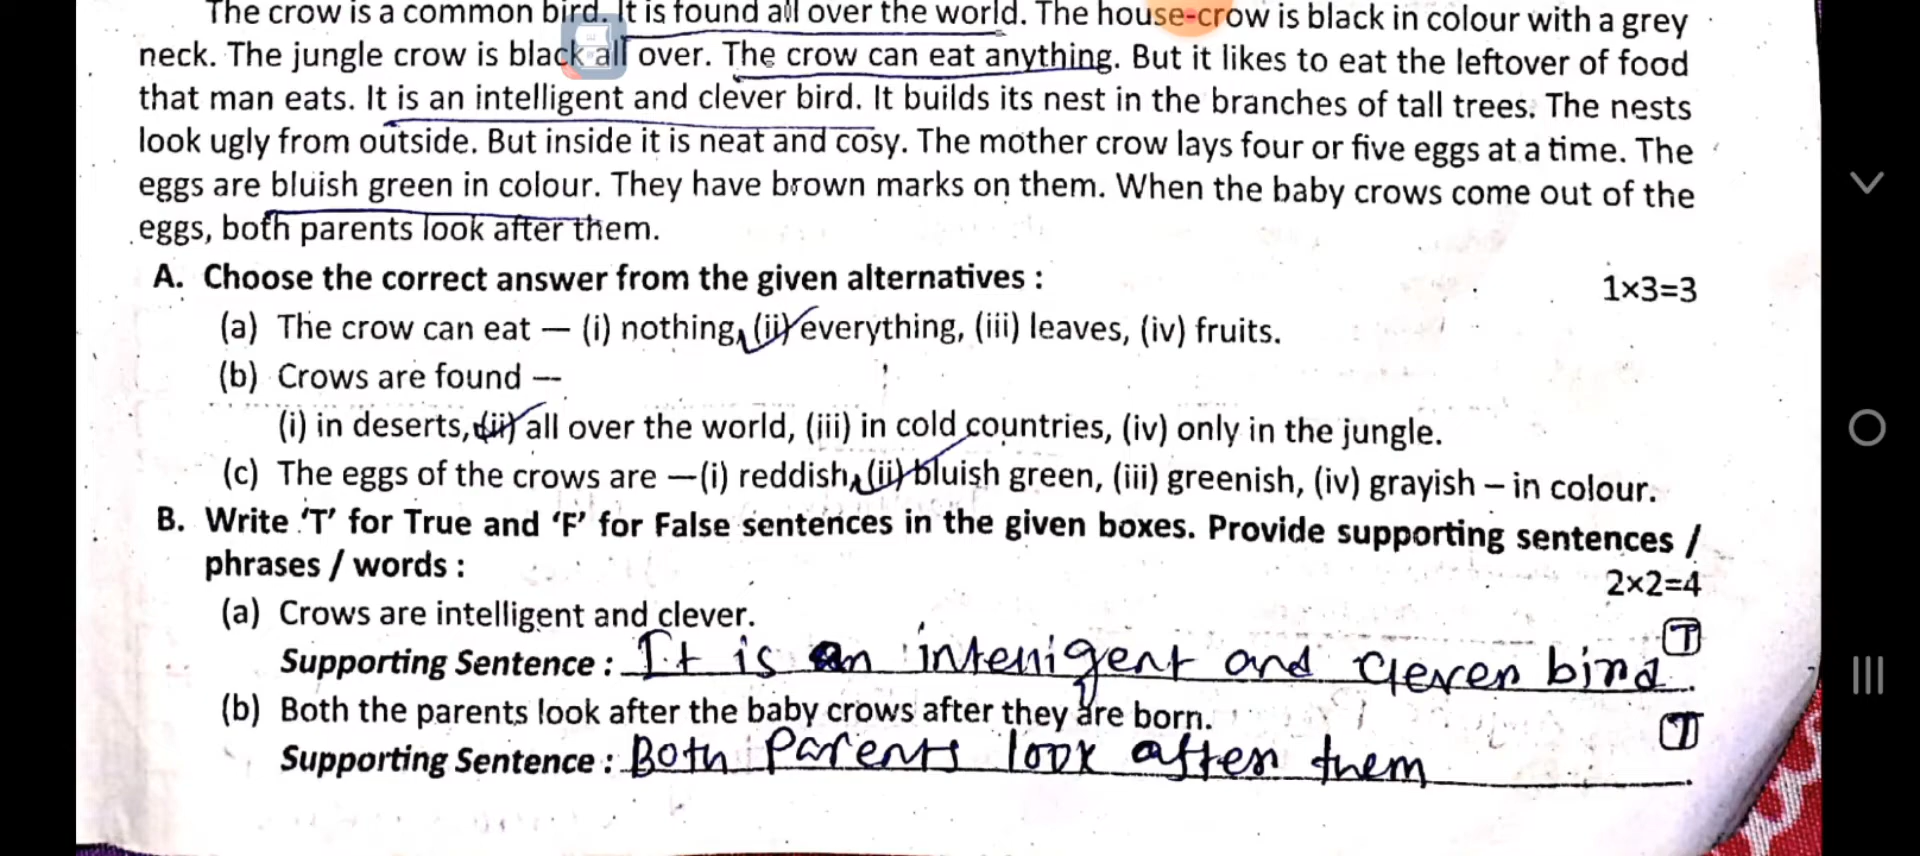 The crow is a common bird. It is found all over the world. The house-crow is black in colour with a grey
neck. The jungle crow is black all over. The crow can eat anything. But it likes to eat the leftover of food
that man eats. It is an intelligent and clever bird. It builds its nest in the branches of tall trees. The nests
look ugly from outside. But inside it is neat and cosy. The mother crow lays four or five eggs at a time. The
eggs are bluish green in colour. They have brown marks on them. When the baby crows come out of the
eggs, both parents look after them.
A. Choose the correct answer from the given alternatives :
1×3=3
(a) The crow can eat — (i) nothing, (ii) everything, (iii) leaves, (iv) fruits.
(b) Crows are found --
(i) in deserts, (ii) all over the world, (iii) in cold countries, (iv) only in the jungle.
(c) The eggs of the crows are —(i) reddish, (ii) bluish green, (iii) greenish, (iv) grayish – in colour.
B. Write 'T' for True and 'F' for False sentences in the given boxes. Provide supporting sentences /
phrases / words :
2×2=4
(a) Crows are intelligent and clever.
T
Supporting Sentence : It is an intenigent and clever bird.
(b) Both the parents look after the baby crows after they are born.
T
Supporting Sentence : Both Parents look after them.